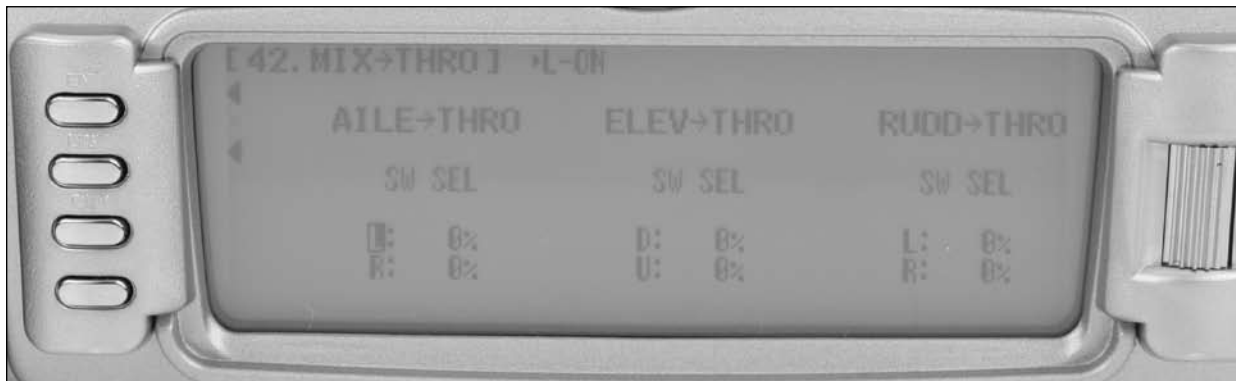 [42.MIX→THRO] L-ON
AILE→THRO ELEV→THRO RUDD→THRO
SW SEL SW SEL SW SEL
L: 0% D: 0% L: 0%
R: 0% U: 0% R: 0%